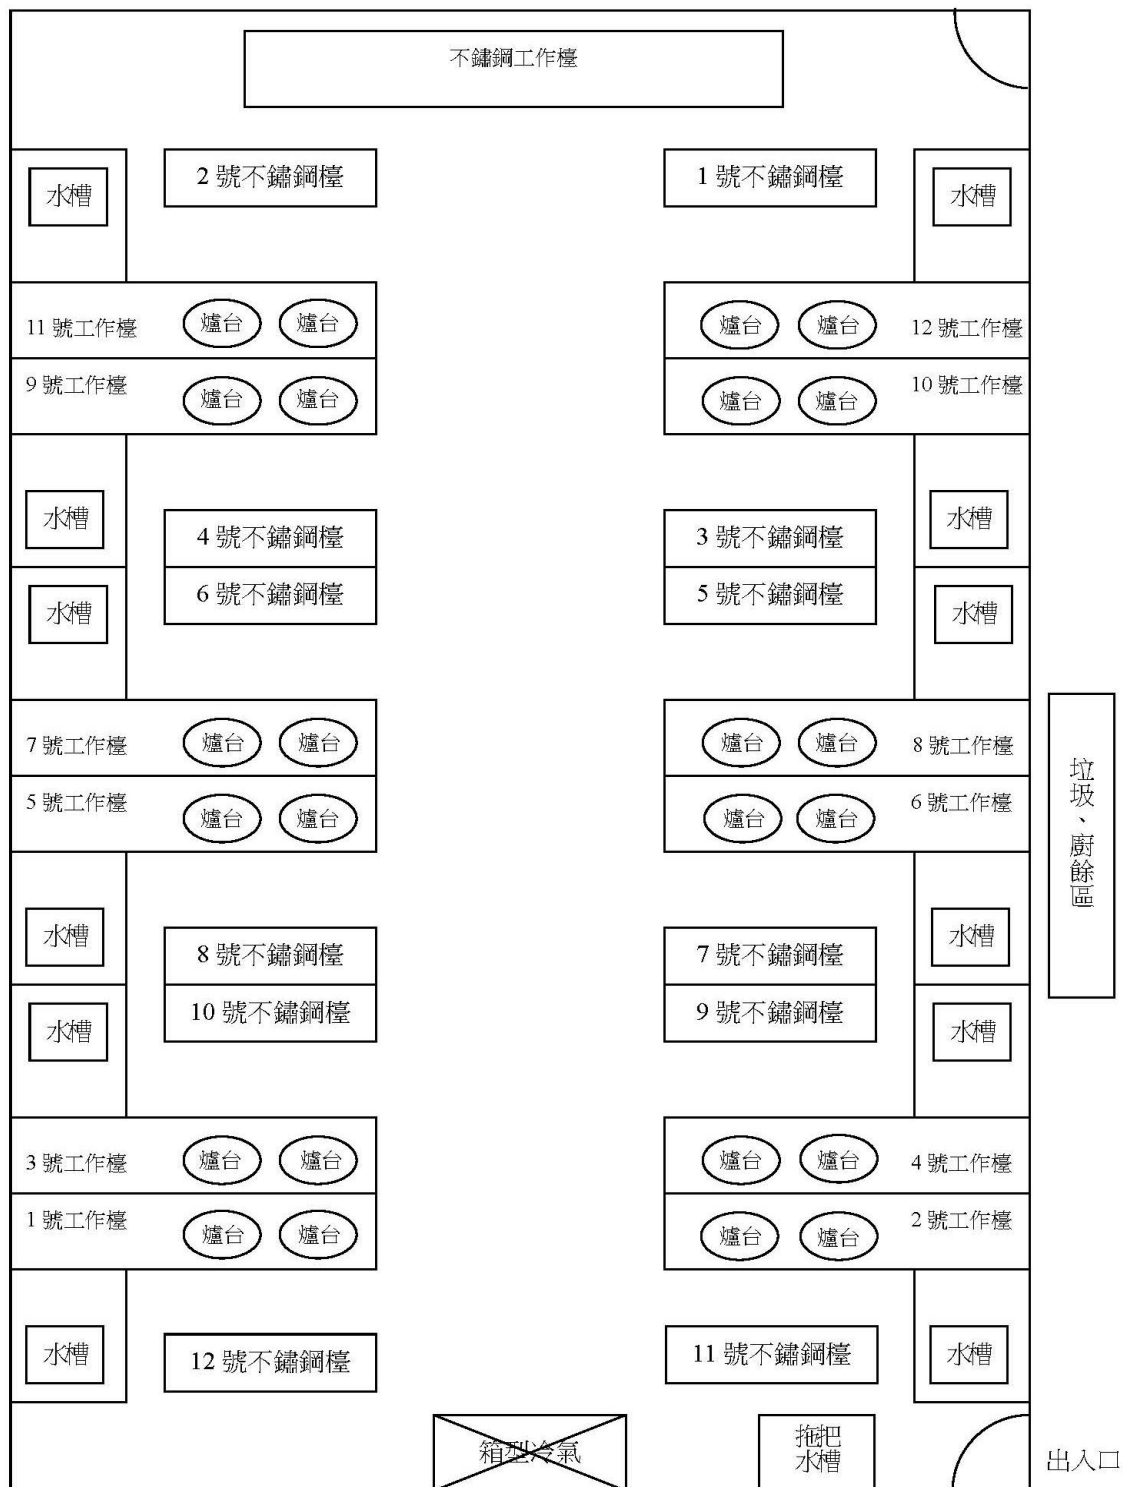 不鏽鋼工作檯
2 號不鏽鋼檯
1 號不鏽鋼檯
水槽
水槽
11 號工作檯
爐台
爐台
爐台
爐台
12 號工作檯
9 號工作檯
爐台
爐台
爐台
爐台
10 號工作檯
水槽
4 號不鏽鋼檯
3 號不鏽鋼檯
水槽
水槽
6 號不鏽鋼檯
5 號不鏽鋼檯
水槽
7 號工作檯
爐台
爐台
爐台
爐台
8 號工作檯
5 號工作檯
爐台
爐台
爐台
爐台
6 號工作檯
垃圾、廚餘區
水槽
8 號不鏽鋼檯
7 號不鏽鋼檯
水槽
水槽
10 號不鏽鋼檯
9 號不鏽鋼檯
水槽
3 號工作檯
爐台
爐台
爐台
爐台
4 號工作檯
1 號工作檯
爐台
爐台
爐台
爐台
2 號工作檯
水槽
12 號不鏽鋼檯
11 號不鏽鋼檯
水槽
箱型冷氣
拖把
水槽
出入口